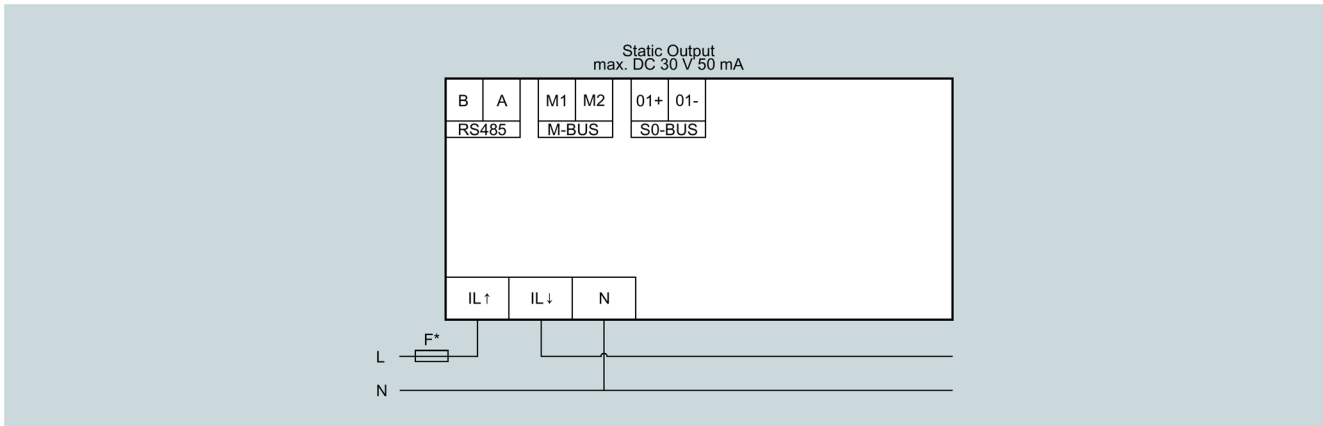 Static Output
max. DC 30 V 50 mA
B A M1 M2 01+ 01-
RS485 M-BUS S0-BUS
IL↑ IL↓ N
F*
L
N